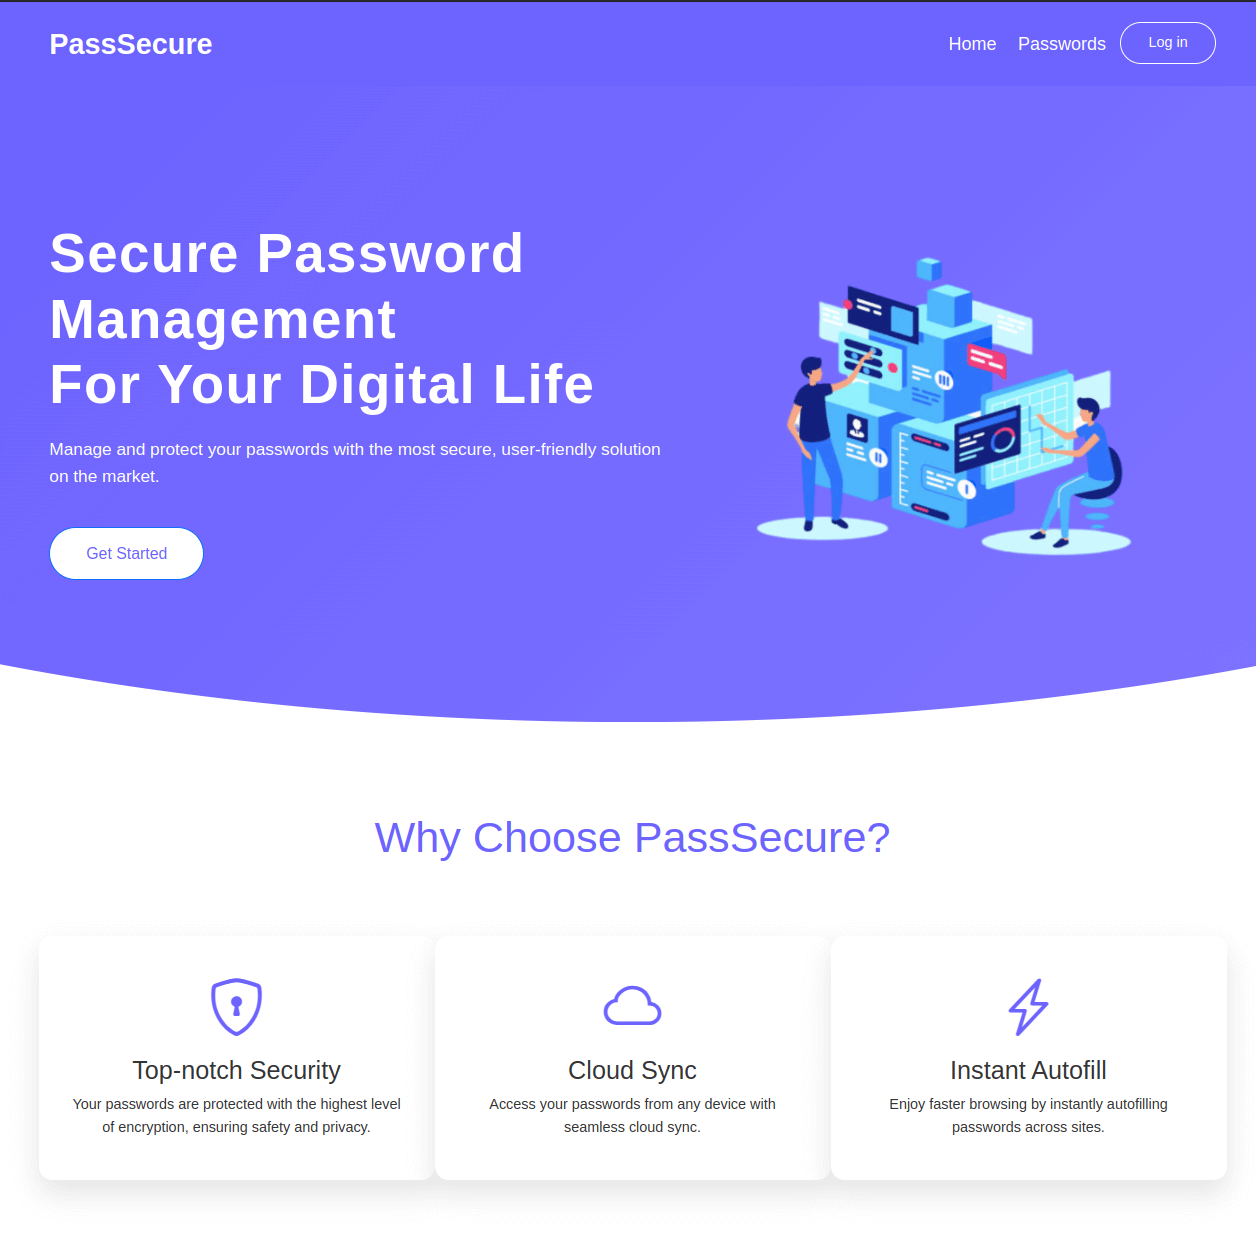 PassSecure
Home
Passwords
Log in
Secure Password
Management
For Your Digital Life
Manage and protect your passwords with the most secure, user-friendly solution
on the market.
Get Started
Why Choose PassSecure?
Top-notch Security
Your passwords are protected with the highest level
of encryption, ensuring safety and privacy.
Cloud Sync
Access your passwords from any device with
seamless cloud sync.
Instant Autofill
Enjoy faster browsing by instantly autofilling
passwords across sites.